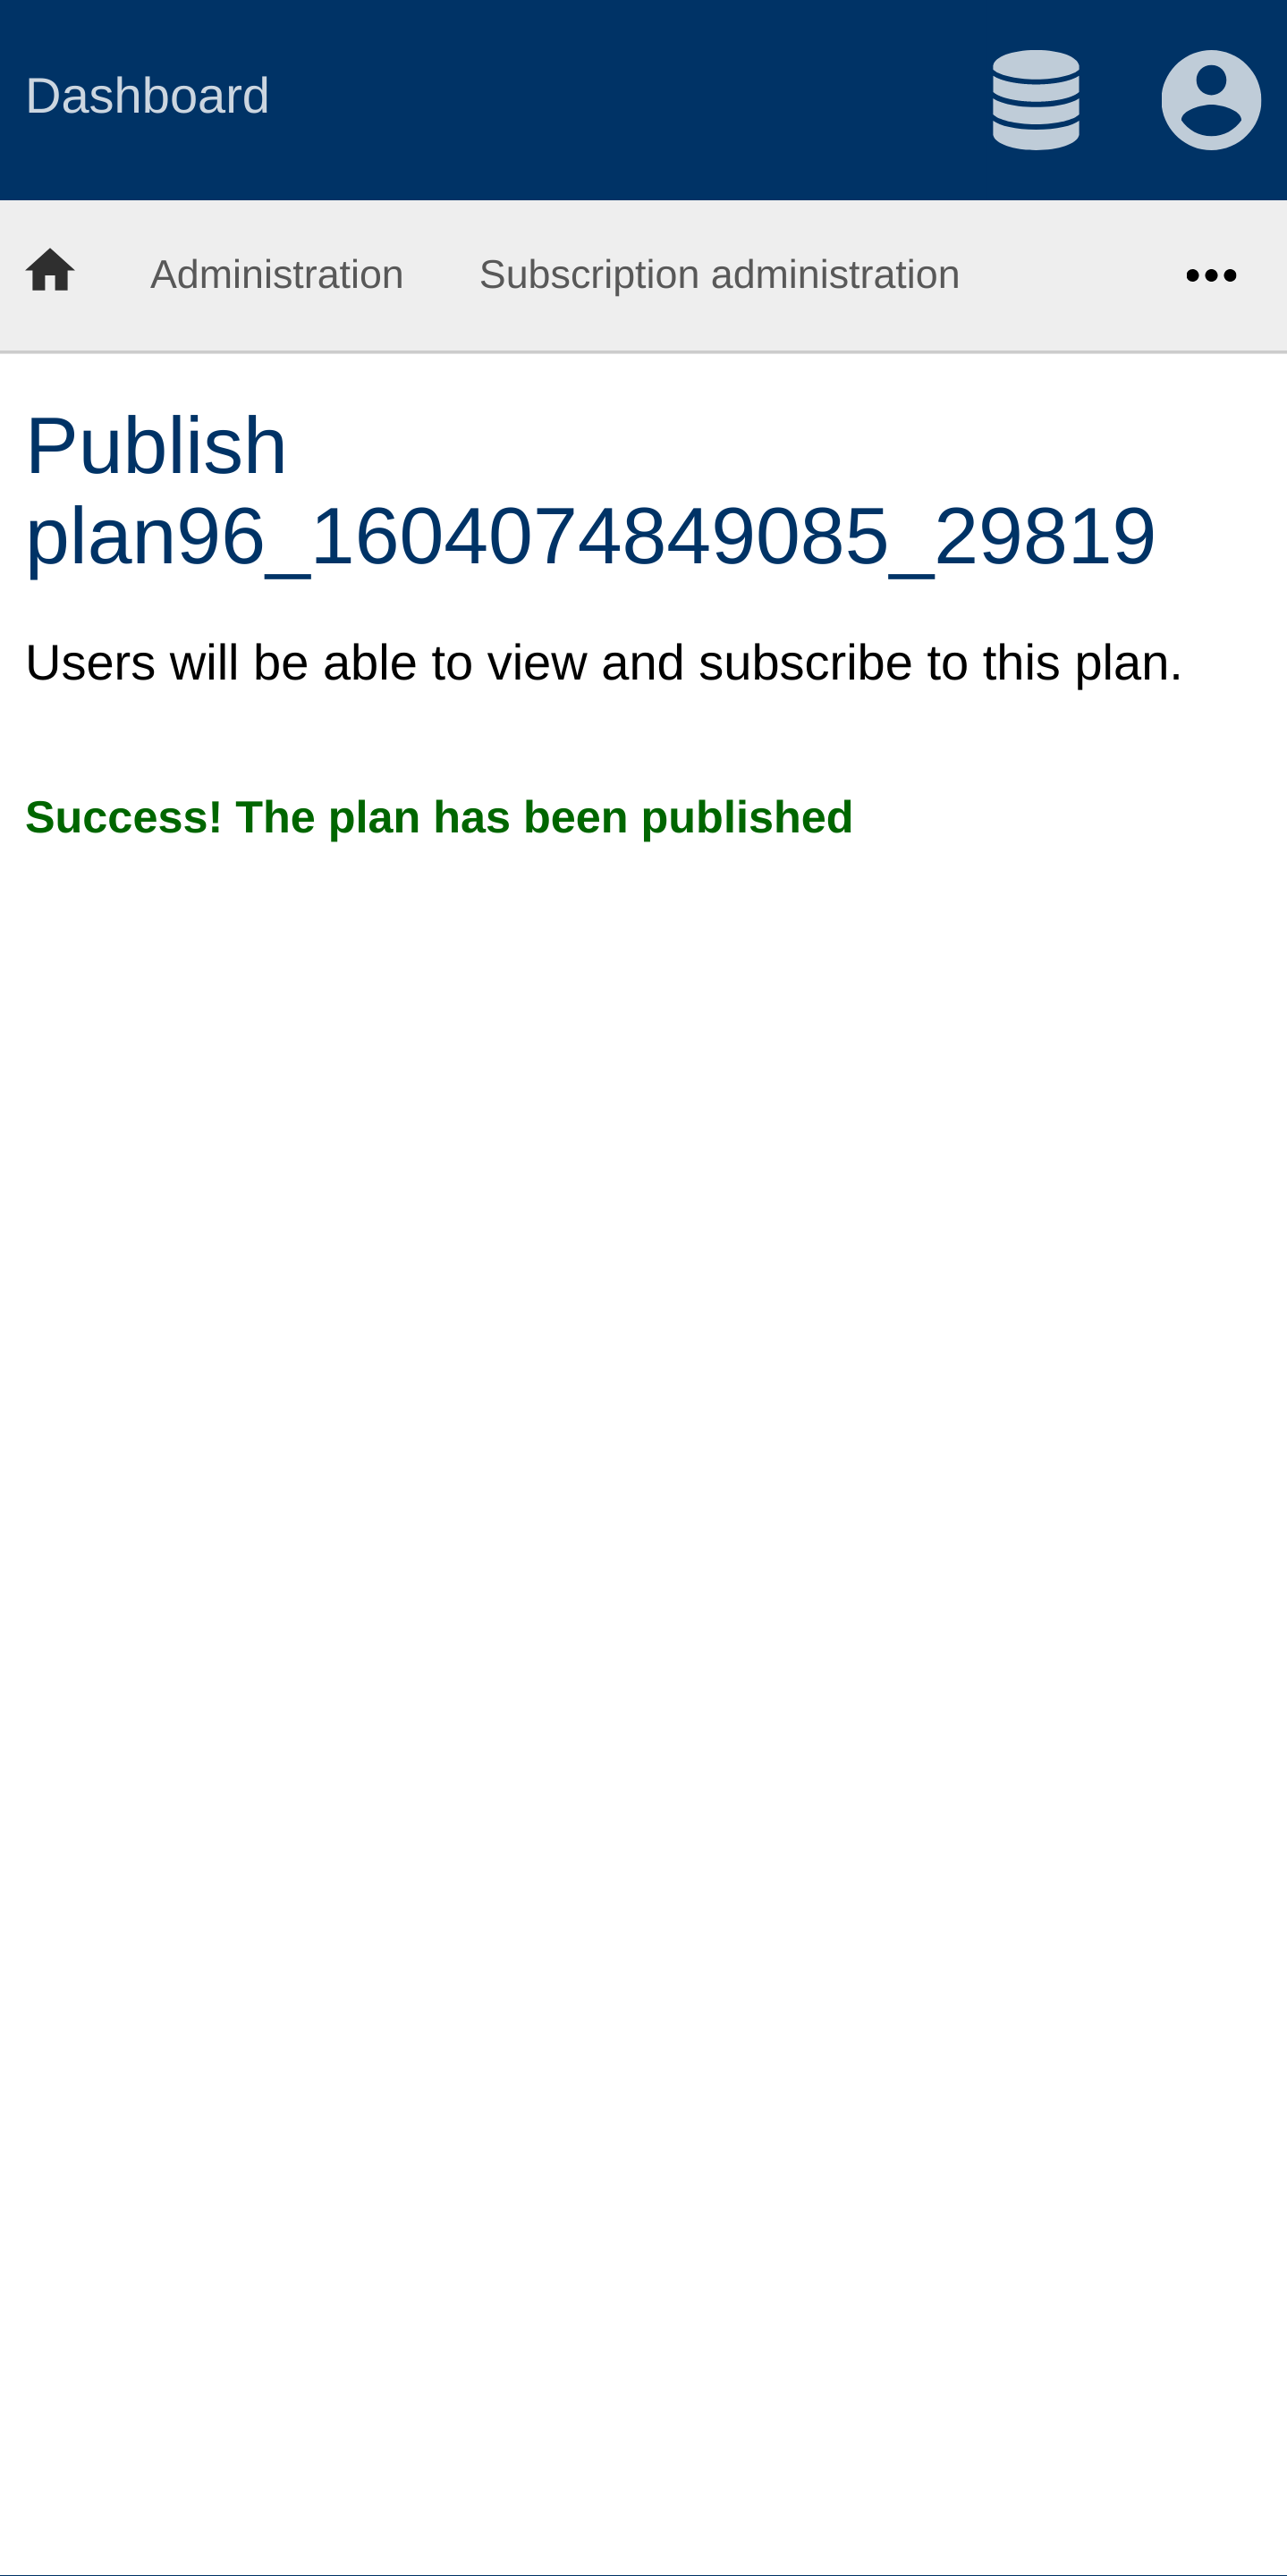 Dashboard
Administration Subscription administration
Publish
plan96_1604074849085_29819
Users will be able to view and subscribe to this plan.
Success! The plan has been published